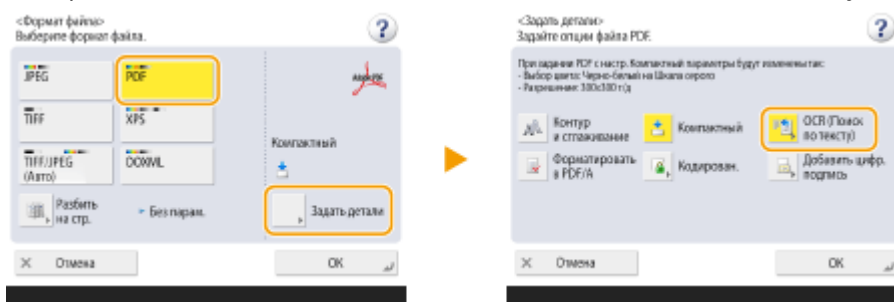 <Формат файла>
Выберите формат файла.
JPEG
PDF
Adobe PDF
TIFF
XPS
Компактный
TIFF/JPEG
(Авто)
OOXML
Разбить
на стр.
Без парам.
Задать детали
Отмена
OK
<Задать детали>
Задайте опции файла PDF.
При задании PDF с настр. Компактный параметры будут изменены так:
- Выбор цвета: Черно-белый на Шкала серого
- Разрешение: 300x300 т/д
Контур
и сглаживание
Компактный
OCR (Поиск
по тексту)
Форматировать
в PDF/A
Кодирован.
Добавить цифр.
подпись
Отмена
OK